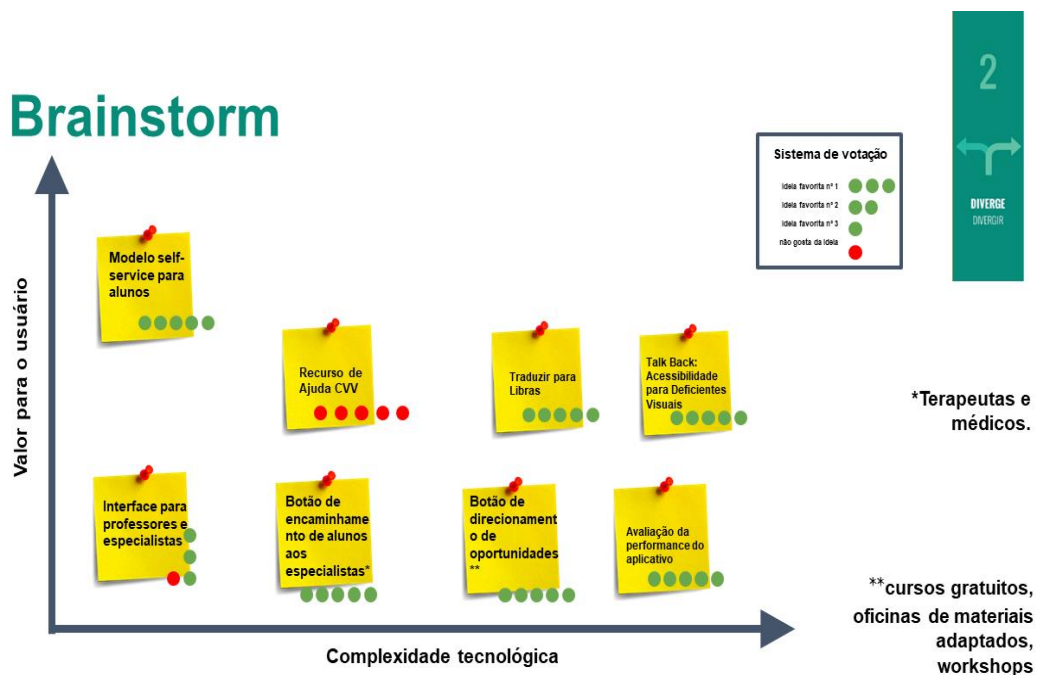 2
DIVERGE
DIVERGIR
Brainstorm
Sistema de votação
Ideia favorita nº 1
Ideia favorita nº 2
Ideia favorita nº 3
não gosta da ideia
Valor para o usuário
Modelo self-
service para
alunos
Recurso de
Ajuda CVV
Traduzir para
Libras
Talk Back:
Acessibilidade
para Deficientes
Visuais
*Terapeutas e
médicos.
Interface para
professores e
especialistas
Botão de
encaminhame
nto de alunos
aos
especialistas*
Botão de
direcionament
o de
oportunidades
**
Avaliação da
performance do
aplicativo
**cursos gratuitos,
oficinas de materiais
adaptados,
workshops
Complexidade tecnológica